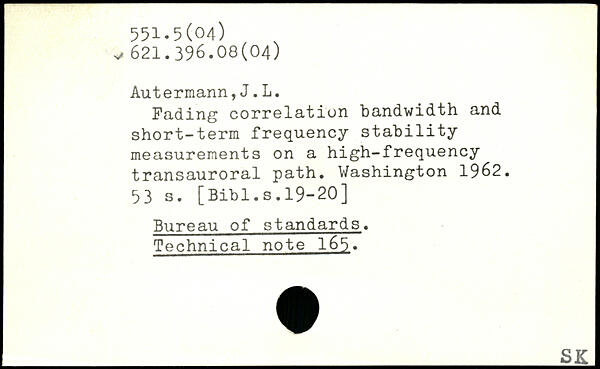 551.5(04)
621.396.08(04)
Autermann,J.L.
Fading correlation bandwidth and
short-term frequency stability
measurements on a high-frequency
transauroral path. Washington 1962.
53 s. [Bibl.s.19-20]
Bureau of standards.
Technical note 165.
SK